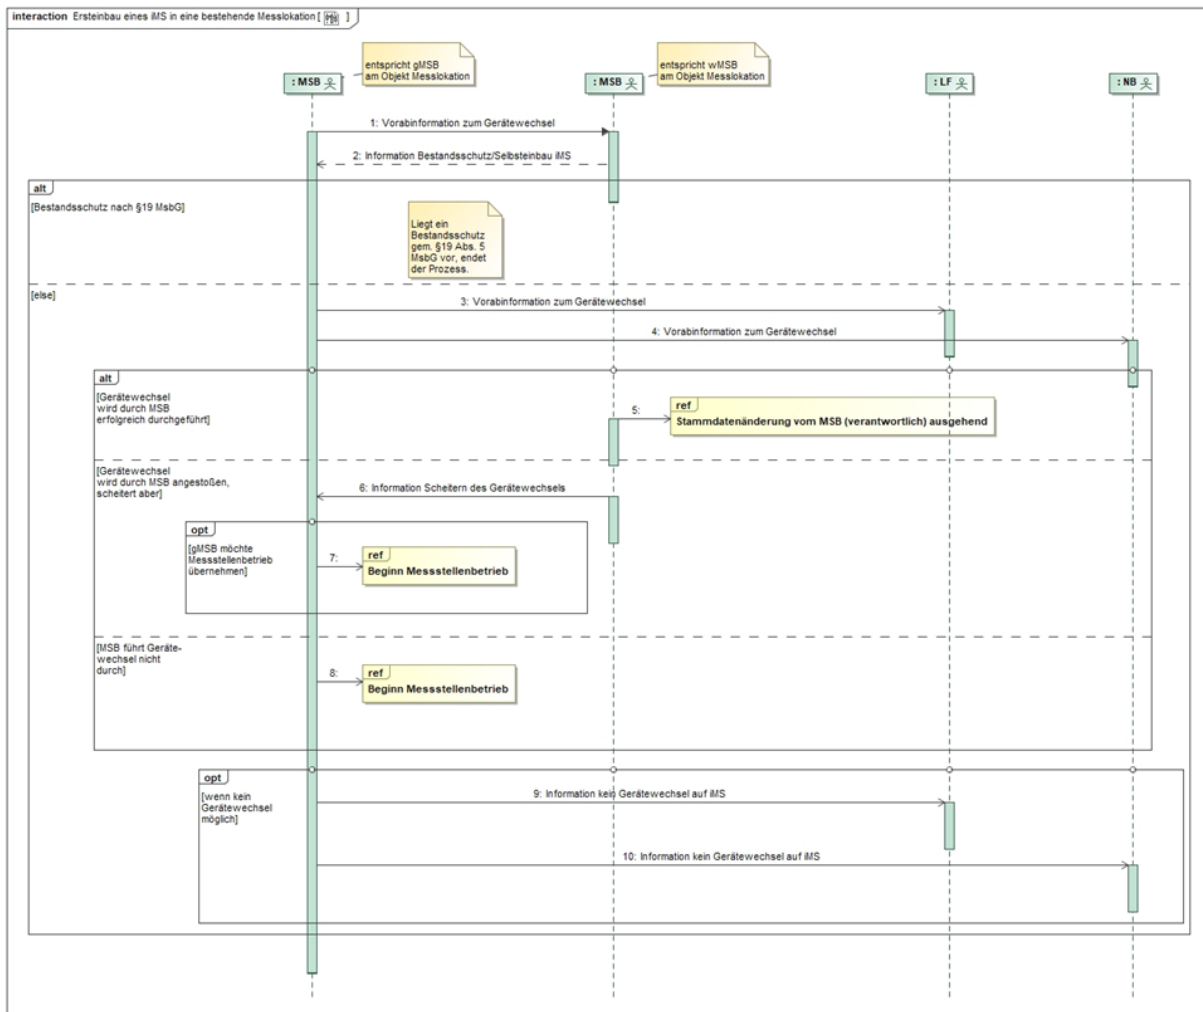 interaction Ersteinbau eines iMS in eine bestehende Messlokation [ ]
entspricht gMSB
am Objekt Messlokation
entspricht wMSB
am Objekt Messlokation
: MSB
: MSB
: LF
: NB
1: Vorabinformation zum Gerätewechsel
2: Information Bestandsschutz/Selbsteinbau iMS
alt
[Bestandsschutz nach §19 MsbG]
Liegt ein
Bestandsschutz
gem. §19 Abs. 5
MsbG vor, endet
der Prozess.
[else]
3: Vorabinformation zum Gerätewechsel
4: Vorabinformation zum Gerätewechsel
alt
[Gerätewechsel
wird durch MSB
erfolgreich durchgeführt]
5:
ref
Stammdatenänderung vom MSB (verantwortlich) ausgehend
[Gerätewechsel
wird durch MSB angestoßen,
scheitert aber]
6: Information Scheitern des Gerätewechsels
opt
[gMSB möchte
Messstellenbetrieb
übernehmen]
7:
ref
Beginn Messstellenbetrieb
[MSB führt Geräte-
wechsel nicht
durch]
8:
ref
Beginn Messstellenbetrieb
opt
[wenn kein
Gerätewechsel
möglich]
9: Information kein Gerätewechsel auf iMS
10: Information kein Gerätewechsel auf iMS